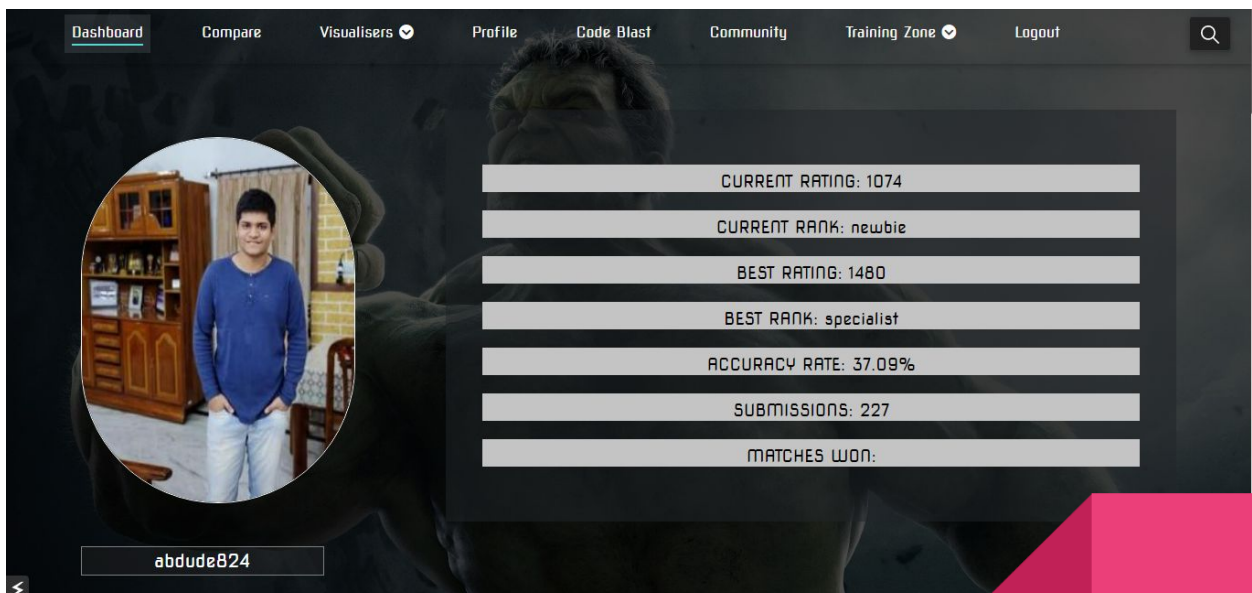 Dashboard Compare Visualisers Profile Code Blast Community Training Zone Logout
CURRENT RATING: 1074
CURRENT RANK: newbie
BEST RATING: 1480
BEST RANK: specialist
ACCURACY RATE: 37.09%
SUBMISSIONS: 227
MATCHES WON:
abdude824